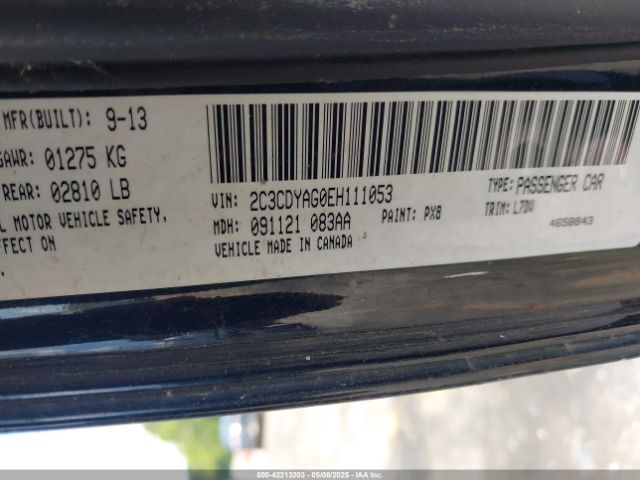 MFR(BUILT): 9-13
GAWR: 01275 KG
REAR: 02810 LB
L MOTOR VEHICLE SAFETY,
EFFECT ON
VIN: 2C3CDYAG0EH111053
TYPE: PASSENGER CAR
MDH: 091121 083AA
PAINT: PX8
TRIM: L7DV
VEHICLE MADE IN CANADA
4658843
000-42213203 - 05/08/2025 - IAA Inc.